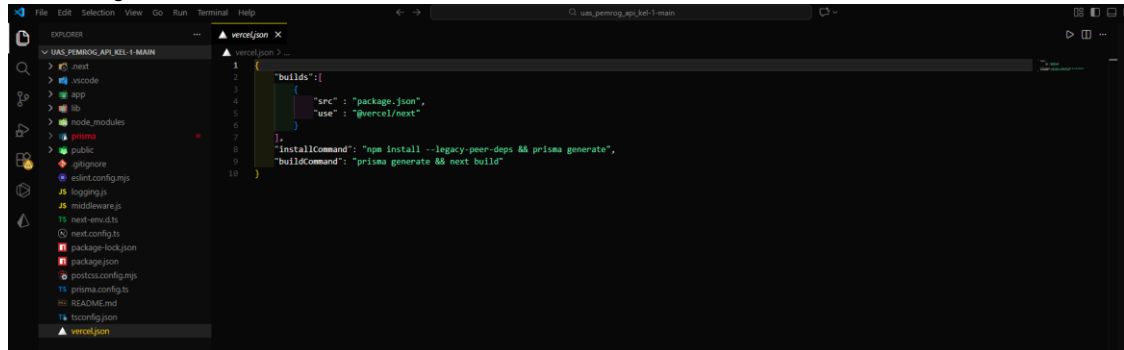 File Edit Selection View Go Run Terminal Help
uas_pemrog_api_kel-1-main
EXPLORER
UAS_PEMROG_API_KEL-1-MAIN
.next
.vscode
app
lib
node_modules
prisma
public
.gitignore
eslint.config.mjs
JS logging.js
JS middleware.js
TS next-env.d.ts
next.config.ts
package-lock.json
package.json
postcss.config.mjs
TS prisma.config.ts
README.md
tsconfig.json
vercel.json
vercel.json
vercel.json > ...
1 {
2 "builds":[
3 {
4 "src" : "package.json",
5 "use" : "@vercel/next"
6 }
7 ],
8 "installCommand": "npm install --legacy-peer-deps && prisma generate",
9 "buildCommand": "prisma generate && next build"
10 }